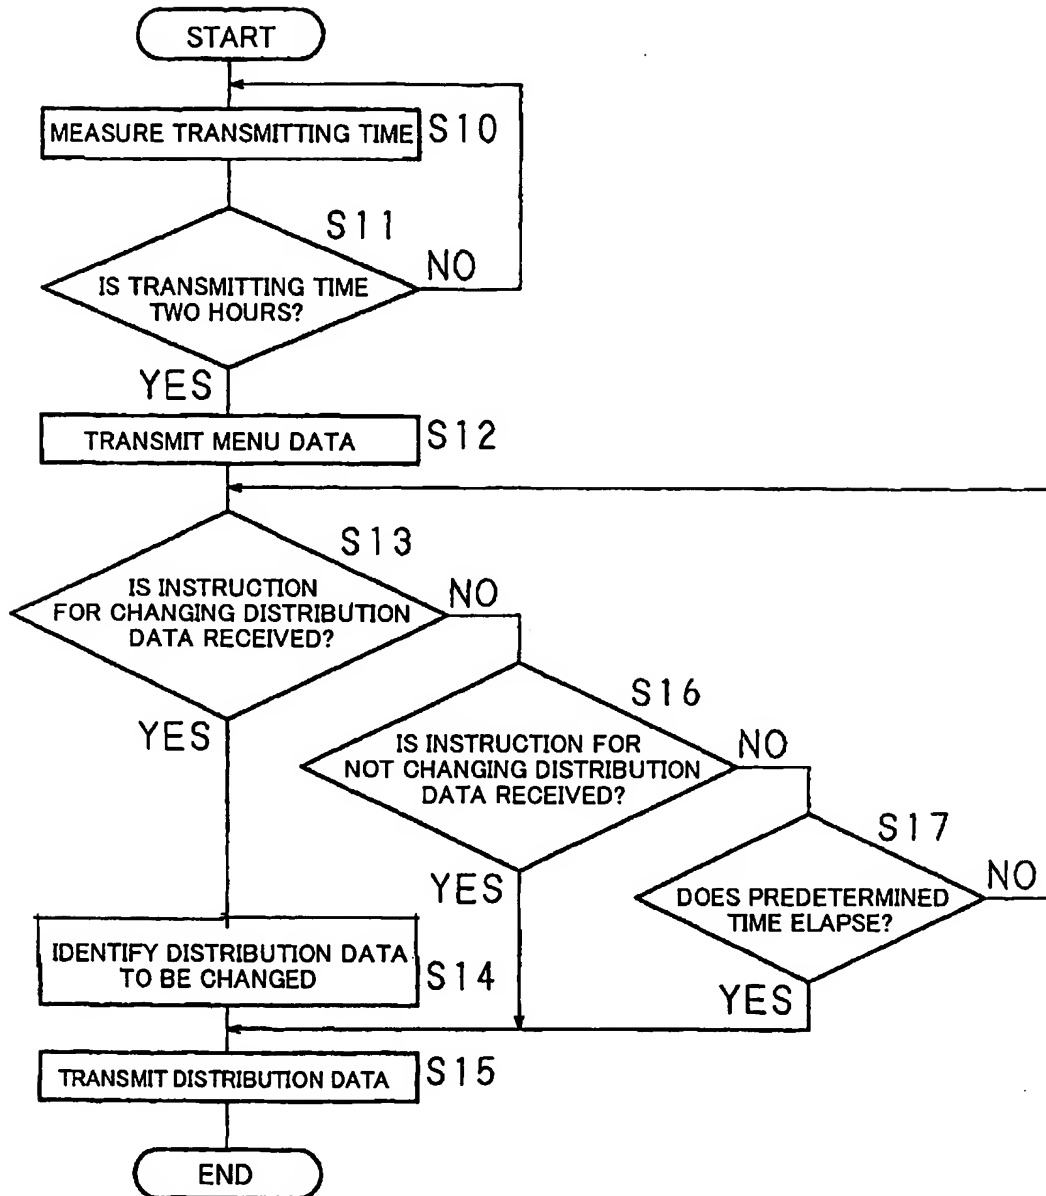 START
MEASURE TRANSMITTING TIME
S10
S11
IS TRANSMITTING TIME
TWO HOURS?
NO
YES
TRANSMIT MENU DATA
S12
S13
IS INSTRUCTION
FOR CHANGING DISTRIBUTION
DATA RECEIVED?
NO
YES
S16
IS INSTRUCTION FOR
NOT CHANGING DISTRIBUTION
DATA RECEIVED?
NO
YES
S17
DOES PREDETERMINED
TIME ELAPSE?
NO
YES
IDENTIFY DISTRIBUTION DATA
TO BE CHANGED
S14
TRANSMIT DISTRIBUTION DATA
S15
END